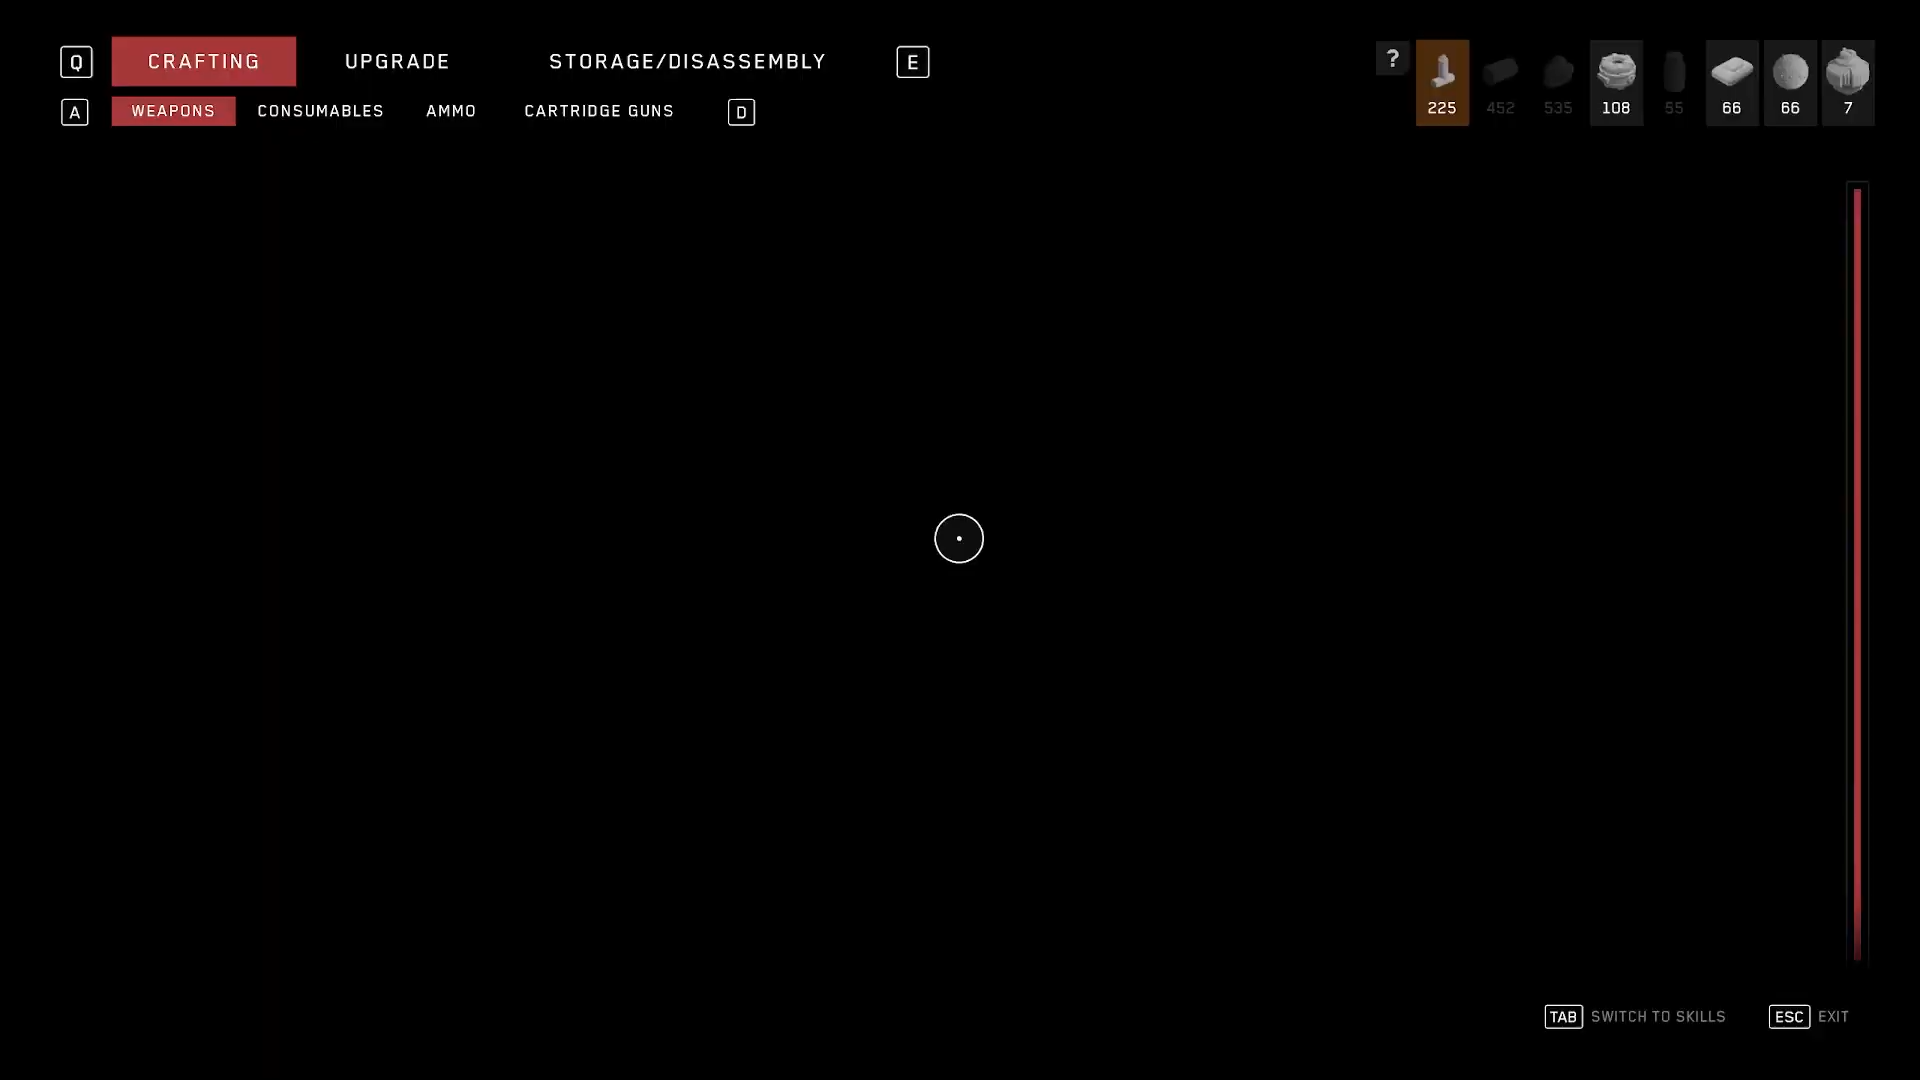 Q CRAFTING UPGRADE STORAGE/DISASSEMBLY E
A WEAPONS CONSUMABLES AMMO CARTRIDGE GUNS D
?
225 452 535 108 55 66 66 7
TAB SWITCH TO SKILLS ESC EXIT